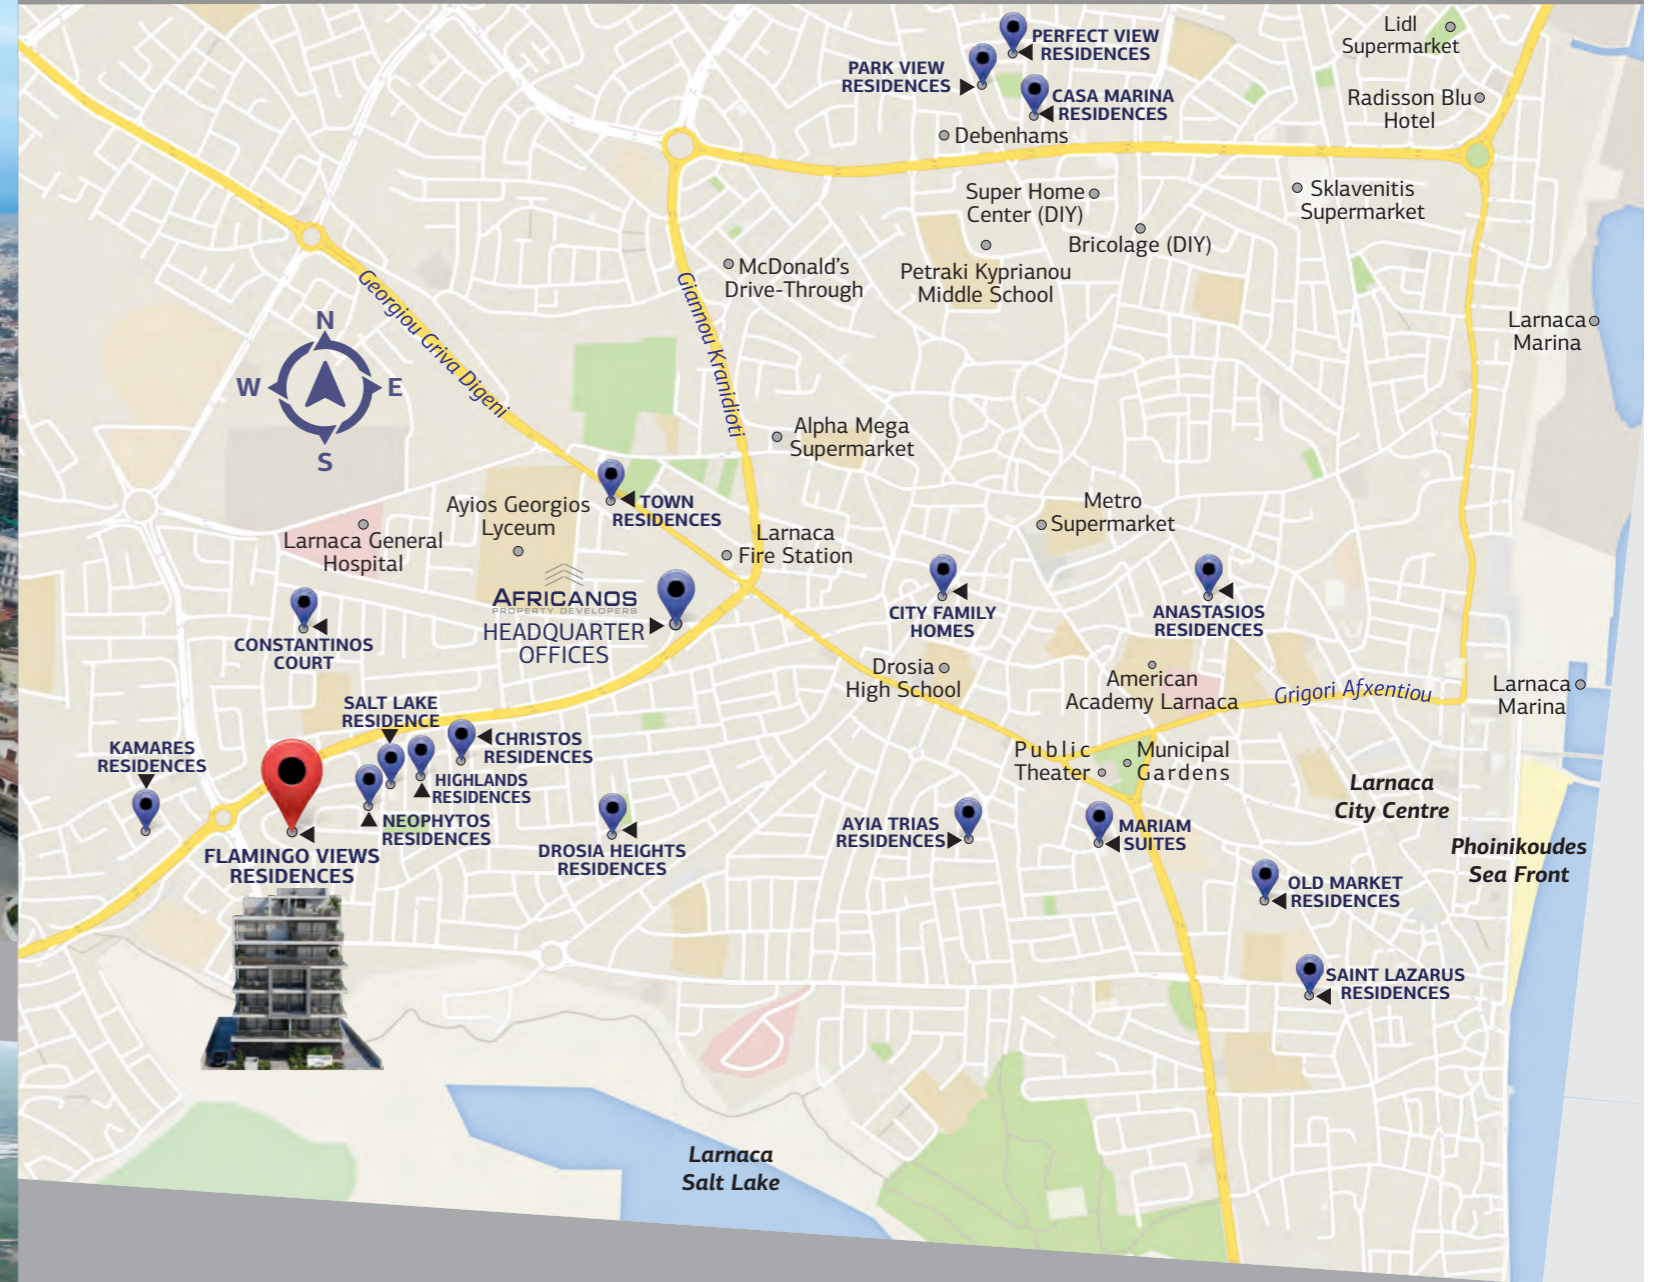 Lidl
Supermarket
PERFECT VIEW
RESIDENCES
PARK VIEW
RESIDENCES
CASA MARINA
RESIDENCES
Radisson Blu
Hotel
Debenhams
Super Home
Center (DIY)
Sklavenitis
Supermarket
Bricolage (DIY)
McDonald's
Drive-Through
Petraki Kyprianou
Middle School
Georgiou Griva Digeni
Giannou Kranidioti
N
W
E
S
Larnaca
Marina
Alpha Mega
Supermarket
Ayios Georgios
Lyceum
TOWN
RESIDENCES
Metro
Supermarket
Larnaca General
Hospital
Larnaca
Fire Station
AFRICANOS
PROPERTY DEVELOPERS
HEADQUARTER
OFFICES
CITY FAMILY
HOMES
ANASTASIOS
RESIDENCES
CONSTANTINOS
COURT
Drosia
High School
American
Academy Larnaca
Grigori Afxentiou
Larnaca
Marina
SALT LAKE
RESIDENCE
KAMARES
RESIDENCES
CHRISTOS
RESIDENCES
HIGHLANDS
RESIDENCES
NEOPHYTOS
RESIDENCES
Public
Theater
Municipal
Gardens
Larnaca
City Centre
FLAMINGO VIEWS
RESIDENCES
DROSIA HEIGHTS
RESIDENCES
AYIA TRIAS
RESIDENCES
MARIAM
SUITES
Phoinikoudes
Sea Front
OLD MARKET
RESIDENCES
SAINT LAZARUS
RESIDENCES
Larnaca
Salt Lake